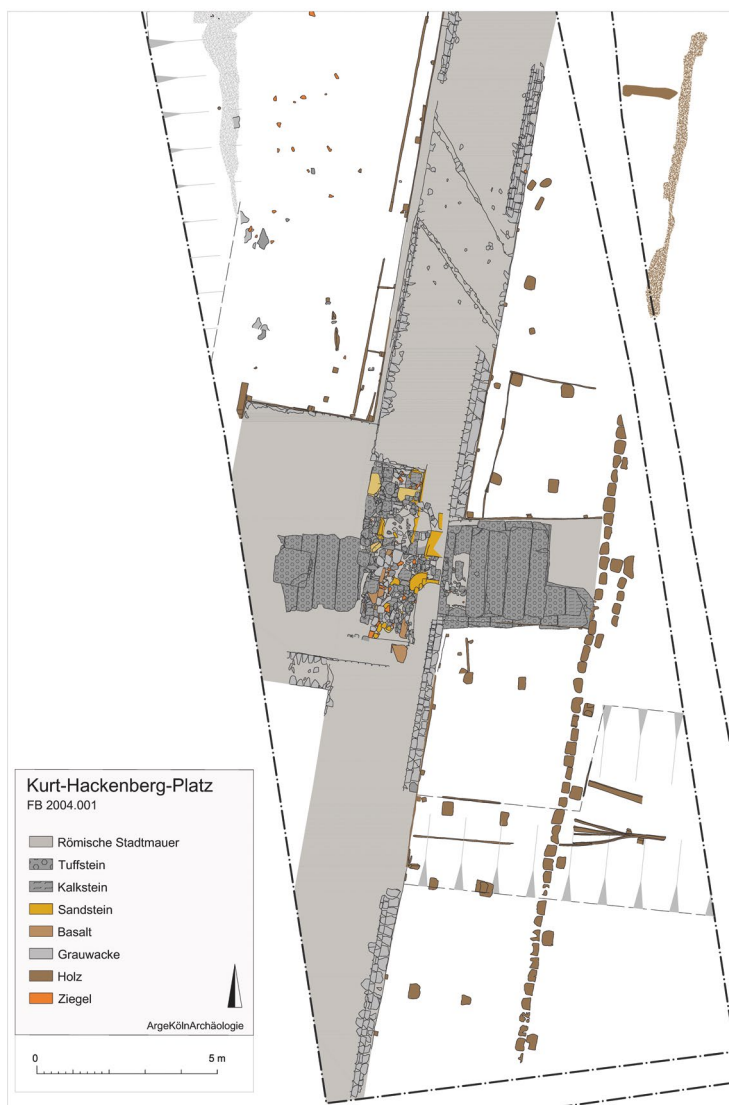 Kurt-Hackenberg-Platz
FB 2004.001
Römische Stadtmauer
Tuffstein
Kalkstein
Sandstein
Basalt
Grauwacke
Holz
Ziegel
ArgeKölnArchäologie
0 5 m